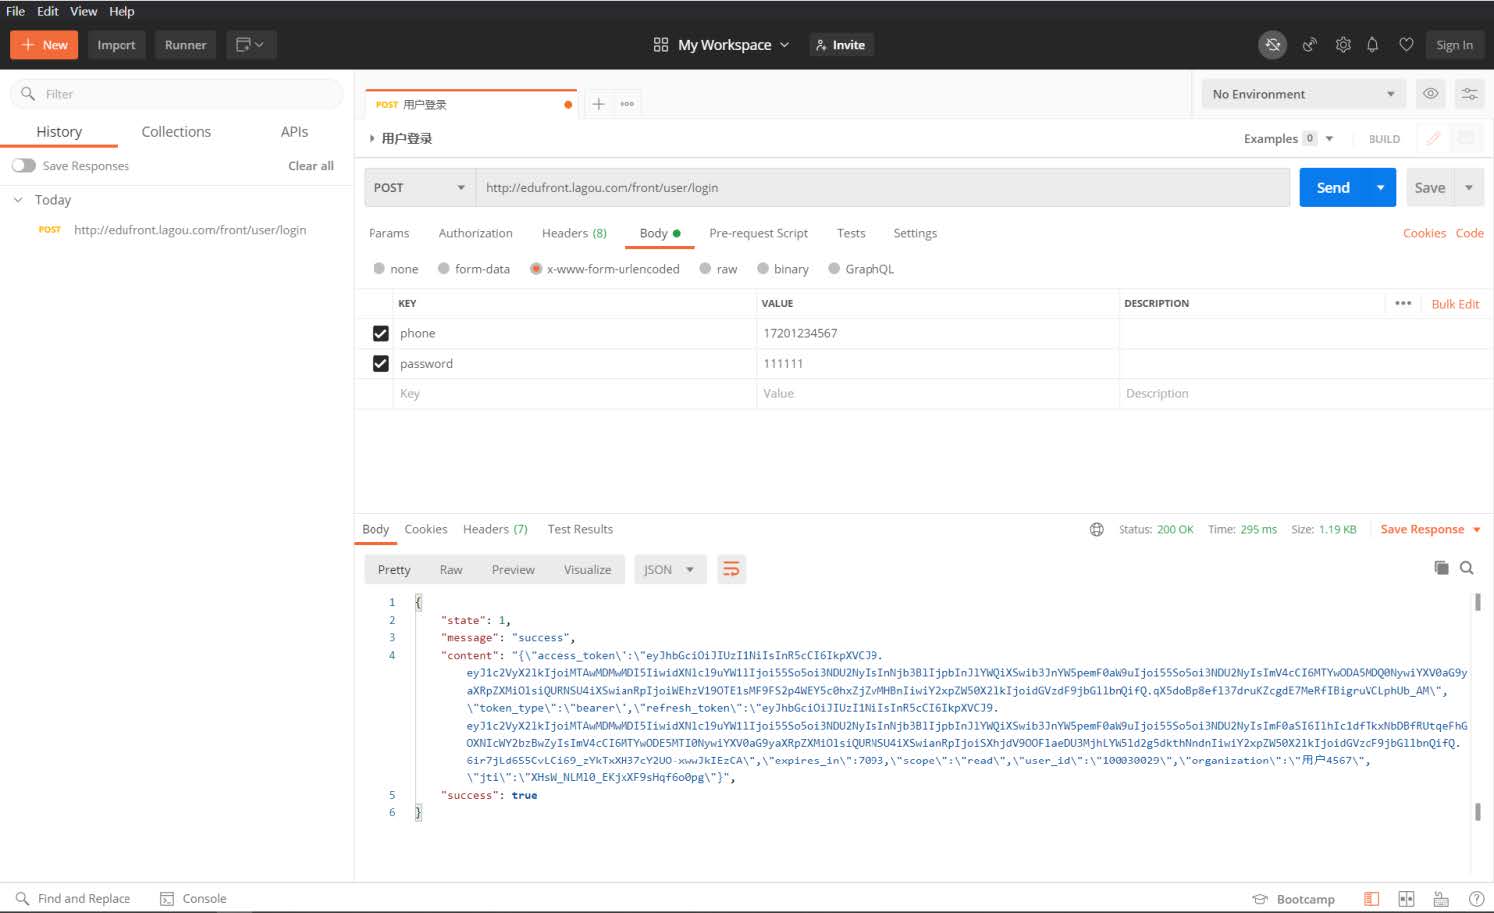 File Edit View Help
New Import Runner My Workspace Invite Sign In
Filter
History Collections APIs
Save Responses Clear all
Today
POST http://edufront.lagou.com/front/user/login
POST 用户登录
No Environment
用户登录
Examples 0 BUILD
POST http://edufront.lagou.com/front/user/login Send Save
Params Authorization Headers (8) Body Pre-request Script Tests Settings Cookies Code
none form-data x-www-form-urlencoded raw binary GraphQL
KEY VALUE DESCRIPTION Bulk Edit
phone 17201234567
password 111111
Key Value Description
Body Cookies Headers (7) Test Results Status: 200 OK Time: 295 ms Size: 1.19 KB Save Response
Pretty Raw Preview Visualize JSON
1 {
2 "state": 1,
3 "message": "success",
4 "content": "{\"access_token\":\"eyJhbGciOiJIUzI1NiIsInR5cCI6IkpXVCJ9.
\"token_type\":\"bearer\",\"refresh_token\":\"eyJhbGciOiJIUzI1NiIsInR5cCI6IkpXVCJ9.
\",\"expires_in\":7093,\"scope\":\"read\",\"user_id\":\"100030029\",\"organization\":\"用户4567\",
\"jti\":
5 "success": true
6 }
Find and Replace Console Bootcamp